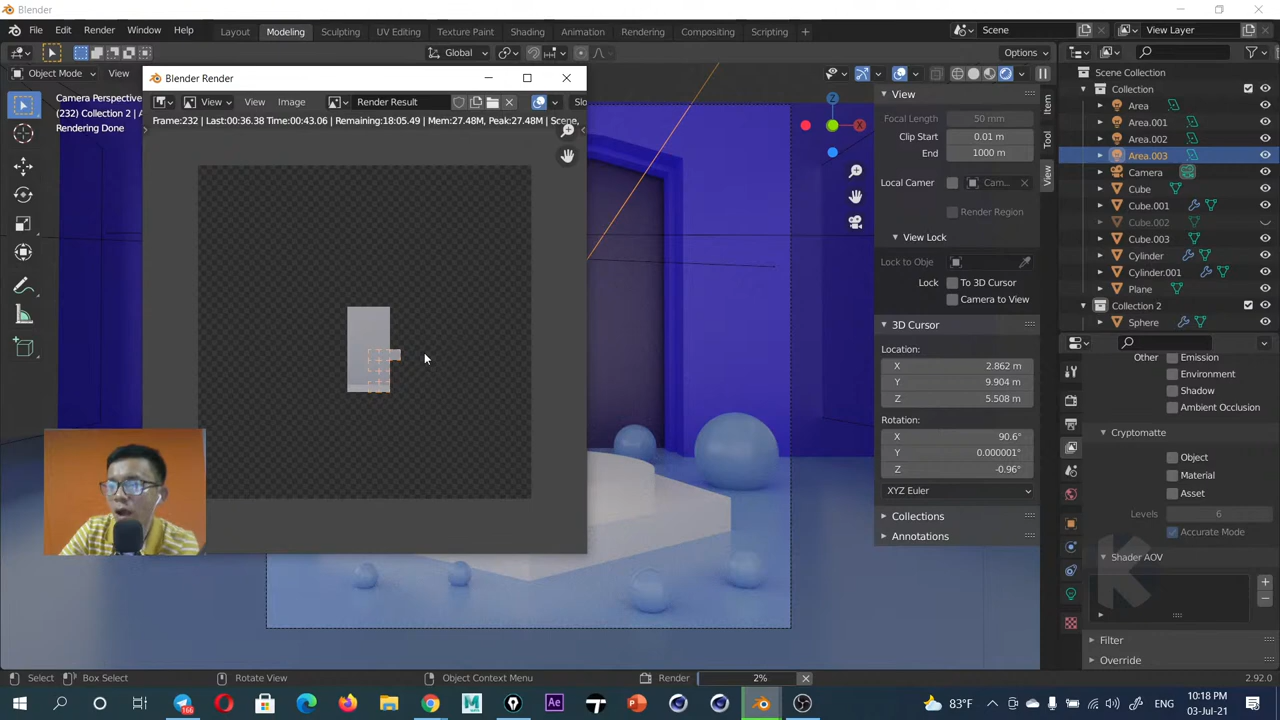 Blender
File Edit Render Window Help Layout Modeling Sculpting UV Editing Texture Paint Shading Animation Rendering Compositing Scripting + Scene View Layer
Global Options
Object Mode View
Camera Perspective
(232) Collection 2 | A
Rendering Done
Blender Render
View View Image Render Result Slo
Frame:232 | Last:00:36.38 Time:00:43.06 | Remaining:18:05.49 | Mem:27.48M, Peak:27.48M | Scene,
Z
X
View
Focal Length 50 mm
Clip Start 0.01 m
End 1000 m
Local Camer Cam...
Render Region
View Lock
Lock to Obje
Lock To 3D Cursor
Camera to View
3D Cursor
Location:
X 2.862 m
Y 9.904 m
Z 5.508 m
Rotation:
X 90.6°
Y 0.000001°
Z -0.96°
XYZ Euler
Collections
Annotations
Item
Tool
View
Scene Collection
Collection
Area
Area.001
Area.002
Area.003
Camera
Cube
Cube.001
Cube.002
Cube.003
Cylinder
Cylinder.001
Plane
Collection 2
Sphere
Other Emission
Environment
Shadow
Ambient Occlusion
Cryptomatte
Object
Material
Asset
Levels 6
Accurate Mode
Shader AOV
Filter
Override
Select Box Select Rotate View Object Context Menu Render 2% 2.92.0
166
83°F
10:18 PM
03-Jul-21